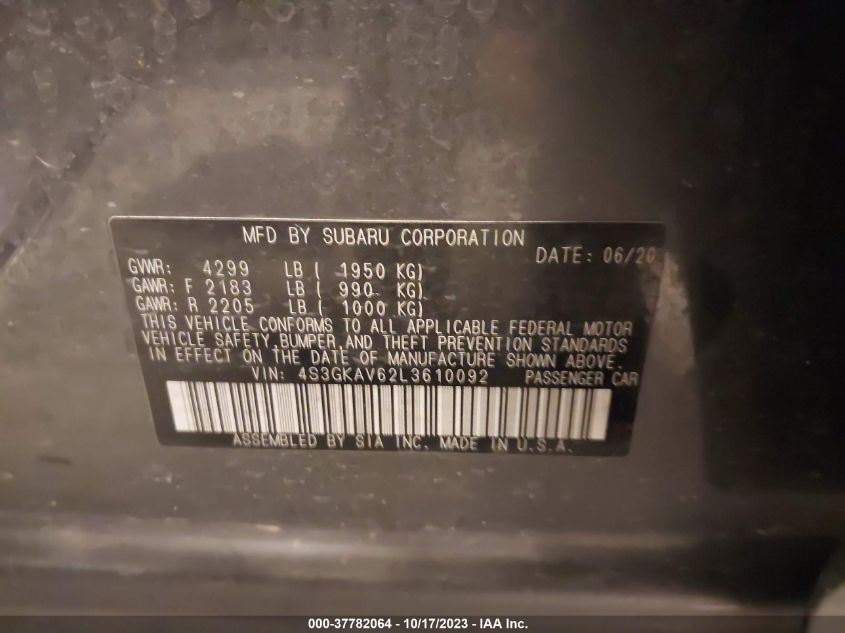 MFD BY SUBARU CORPORATION
DATE: 06/20
GVWR: 4299 LB ( 1950 KG)
GAWR: F 2183 LB ( 990 KG)
GAWR: R 2205 LB ( 1000 KG)
THIS VEHICLE CONFORMS TO ALL APPLICABLE FEDERAL MOTOR
VEHICLE SAFETY, BUMPER, AND THEFT PREVENTION STANDARDS
IN EFFECT ON THE DATE OF MANUFACTURE SHOWN ABOVE.
VIN: 4S3GKAV62L3610092 PASSENGER CAR
ASSEMBLED BY SIA INC. MADE IN U.S.A.
000-37782064 - 10/17/2023 - IAA Inc.